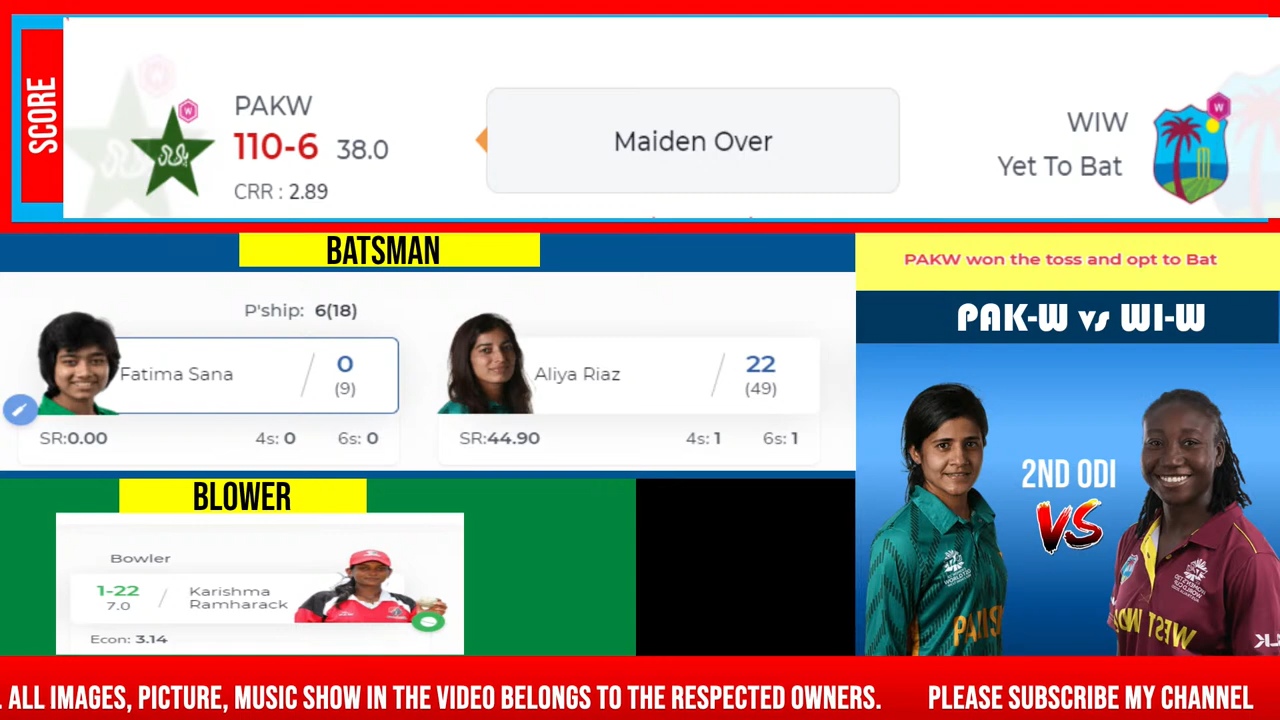 SCORE
PAKW
110-6 38.0
CRR : 2.89
Maiden Over
WIW
Yet To Bat
W
W
BATSMAN
P'ship: 6(18)
Fatima Sana
0
(9)
SR:0.00 4s: 0 6s: 0
Aliya Riaz
22
(49)
SR:44.90 4s: 1 6s: 1
PAKW won the toss and opt to Bat
PAK-W vs WI-W
2ND ODI
VS
BLOWER
Bowler
1-22
7.0
Karishma
Ramharack
Econ: 3.14
. ALL IMAGES, PICTURE, MUSIC SHOW IN THE VIDEO BELONGS TO THE RESPECTED OWNERS. PLEASE SUBSCRIBE MY CHANNEL